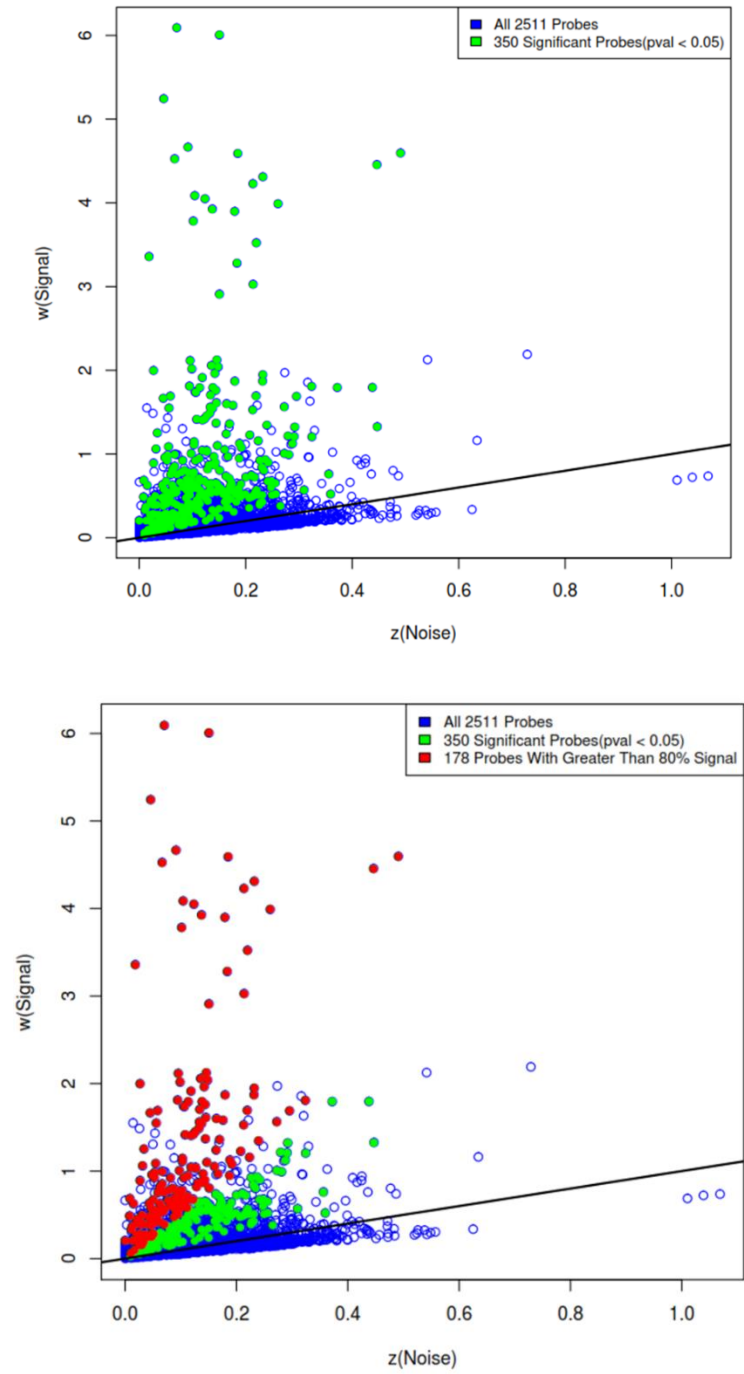 All 2511 Probes
350 Significant Probes(pval < 0.05)
6
5
4
3
2
1
0
w(Signal)
0.0 0.2 0.4 0.6 0.8 1.0
z(Noise)
All 2511 Probes
350 Significant Probes(pval < 0.05)
178 Probes With Greater Than 80% Signal
6
5
4
3
2
1
0
w(Signal)
0.0 0.2 0.4 0.6 0.8 1.0
z(Noise)